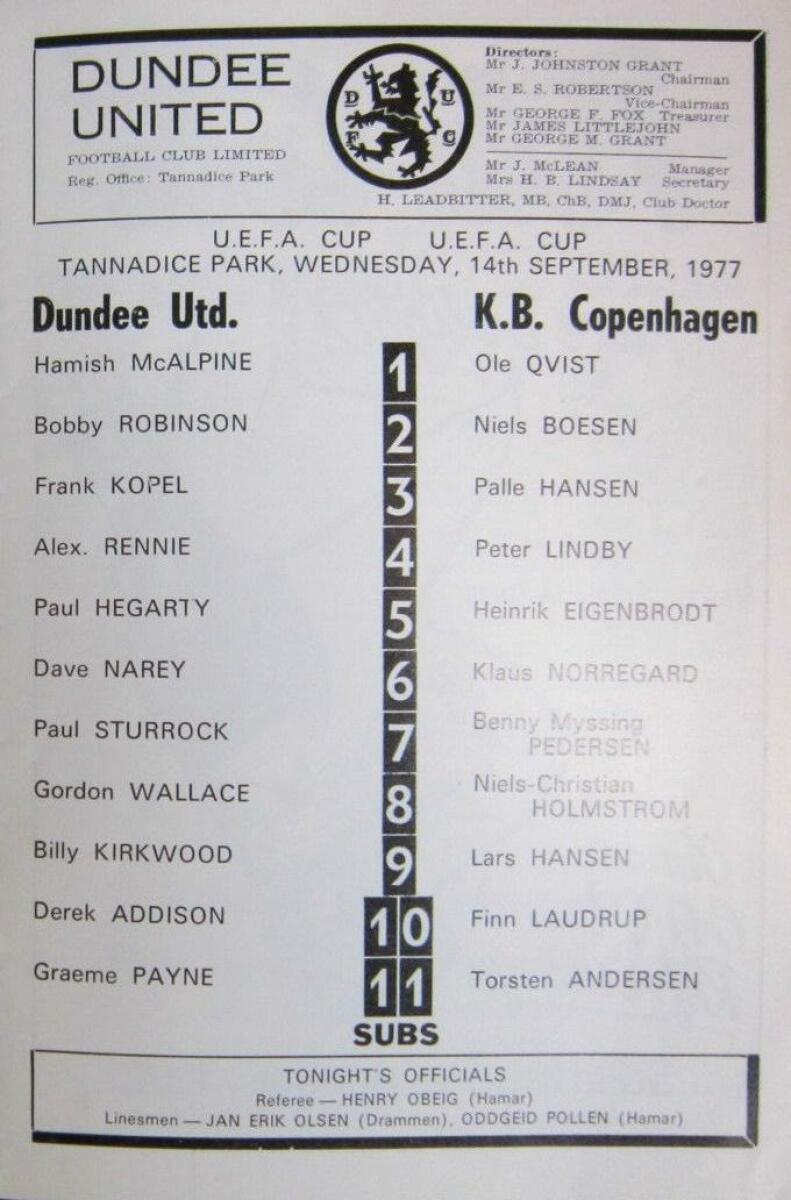 DUNDEE
UNITED
FOOTBALL CLUB LIMITED
Reg. Office: Tannadice Park
D U
F C
Directors:
Mr J. JOHNSTON GRANT
Chairman
Mr E. S. ROBERTSON
Vice-Chairman
Mr GEORGE F. FOX Treasurer
Mr JAMES LITTLEJOHN
Mr GEORGE M. GRANT
Mr J. McLEAN Manager
Mrs H. B. LINDSAY Secretary
H. LEADBITTER, MB, ChB, DMJ, Club Doctor
U.E.F.A. CUP U.E.F.A. CUP
TANNADICE PARK, WEDNESDAY, 14th SEPTEMBER, 1977
Dundee Utd. K.B. Copenhagen
Hamish McALPINE 1 Ole QVIST
Bobby ROBINSON 2 Niels BOESEN
Frank KOPEL 3 Palle HANSEN
Alex. RENNIE 4 Peter LINDBY
Paul HEGARTY 5 Heinrik EIGENBRODT
Dave NAREY 6 Klaus NORREGARD
Paul STURROCK 7 Benny Myssing
PEDERSEN
Gordon WALLACE 8 Niels-Christian
HOLMSTROM
Billy KIRKWOOD 9 Lars HANSEN
Derek ADDISON 10 Finn LAUDRUP
Graeme PAYNE 11 Torsten ANDERSEN
SUBS
TONIGHT'S OFFICIALS
Referee — HENRY OBEIG (Hamar)
Linesmen — JAN ERIK OLSEN (Drammen), ODDGEID POLLEN (Hamar)